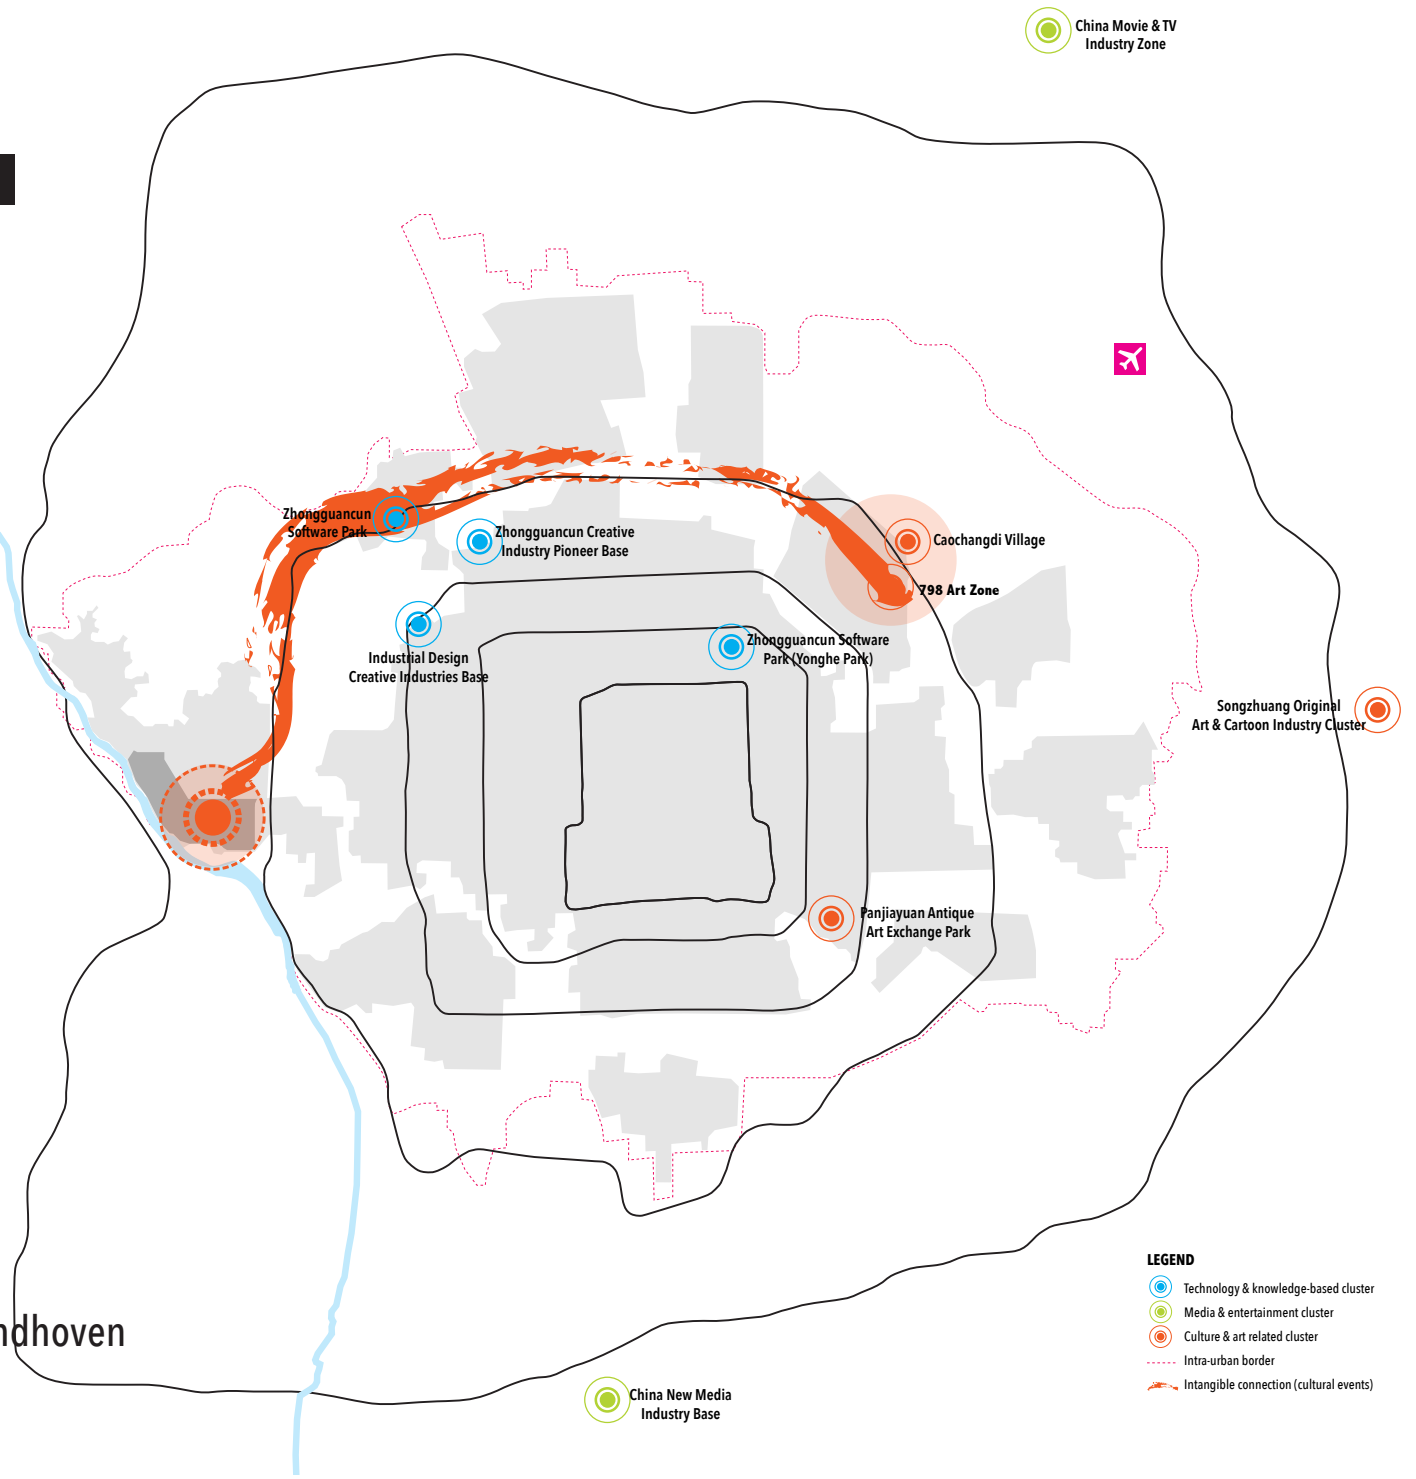 China Movie & TV
Industry Zone
Zhongguancun
Software Park
Zhongguancun Creative
Industry Pioneer Base
Caochangdi Village
798 Art Zone
Industrial Design
Creative Industries Base
Zhongguancun Software
Park (Yonghe Park)
Songzhuang Original
Art & Cartoon Industry Cluster
Panjiayuan Antique
Art Exchange Park
LEGEND
Technology & knowledge-based cluster
Media & entertainment cluster
Culture & art related cluster
Intra-urban border
Intangible connection (cultural events)
ndhoven
China New Media
Industry Base